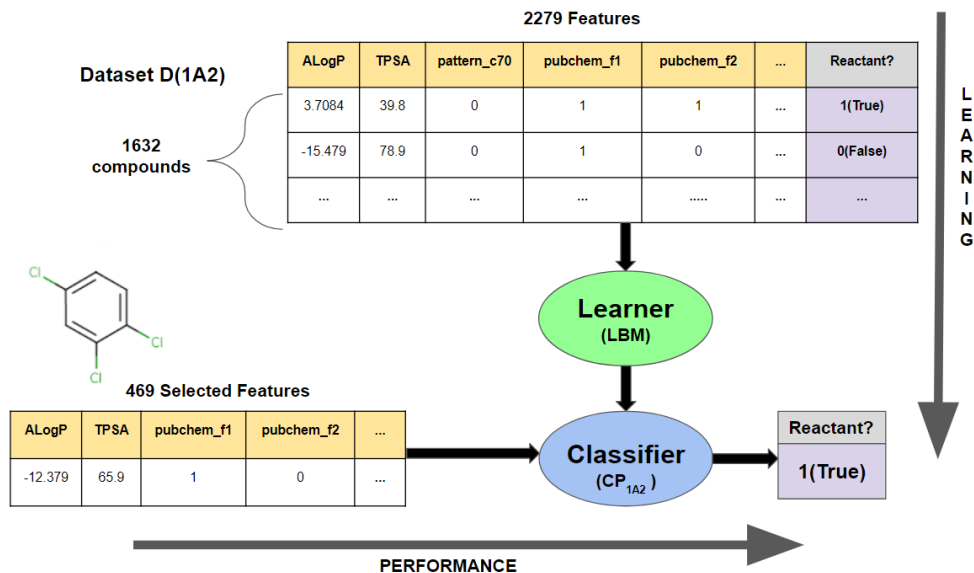 2279 Features
Dataset D(1A2)
1632
compounds
ALogP TPSA pattern_c70 pubchem_f1 pubchem_f2 ... Reactant?
3.7084 39.8 0 1 1 ... 1(True)
-15.479 78.9 0 1 0 ... 0(False)
... ... ... ... ..... ... ...
LEARNING
Learner
(LBM)
Cl
Cl
Cl
469 Selected Features
ALogP TPSA pubchem_f1 pubchem_f2 ...
-12.379 65.9 1 0 ...
Classifier
(CP1A2 )
Reactant?
1(True)
PERFORMANCE